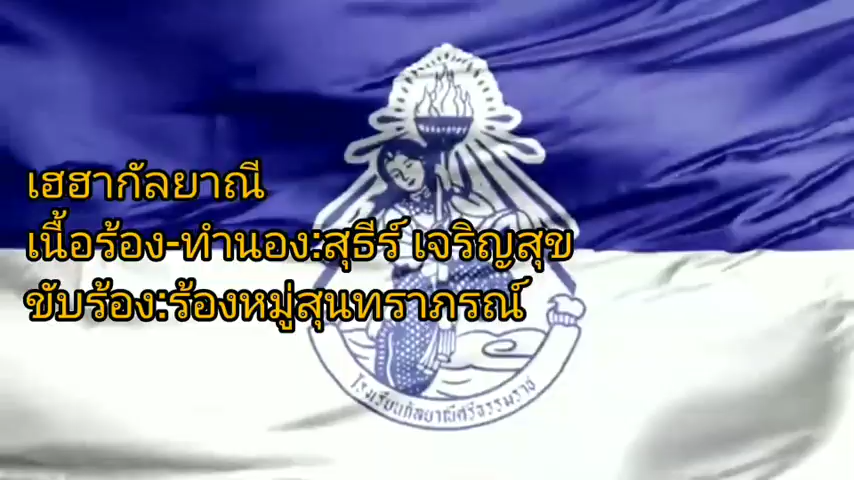 เฮฮากัลยาณี
เนื้อร้อง-ทำนอง:สุธีร์ เจริญสุข
ขับร้อง:ร้องหมู่สุนทราภรณ์
โรงเรียนกัลยาณีศรีธรรมราช